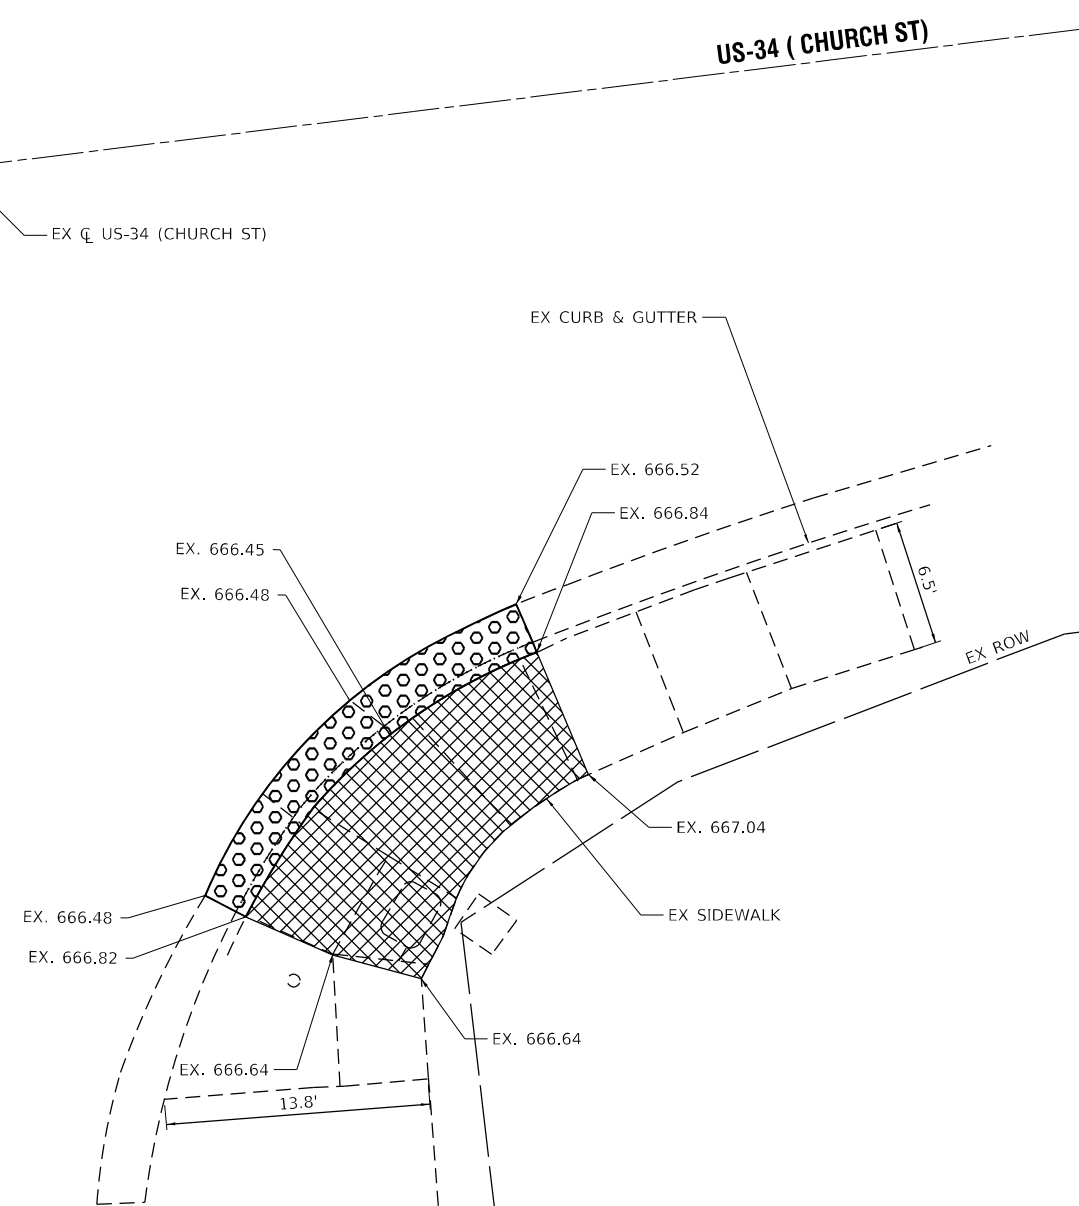 US-34 ( CHURCH ST)
EX ℄ US-34 (CHURCH ST)
EX CURB & GUTTER
EX. 666.52
EX. 666.84
EX. 666.45
EX. 666.48
6.5'
EX ROW
EX. 667.04
EX SIDEWALK
EX. 666.48
EX. 666.82
EX. 666.64
EX. 666.64
13.8'